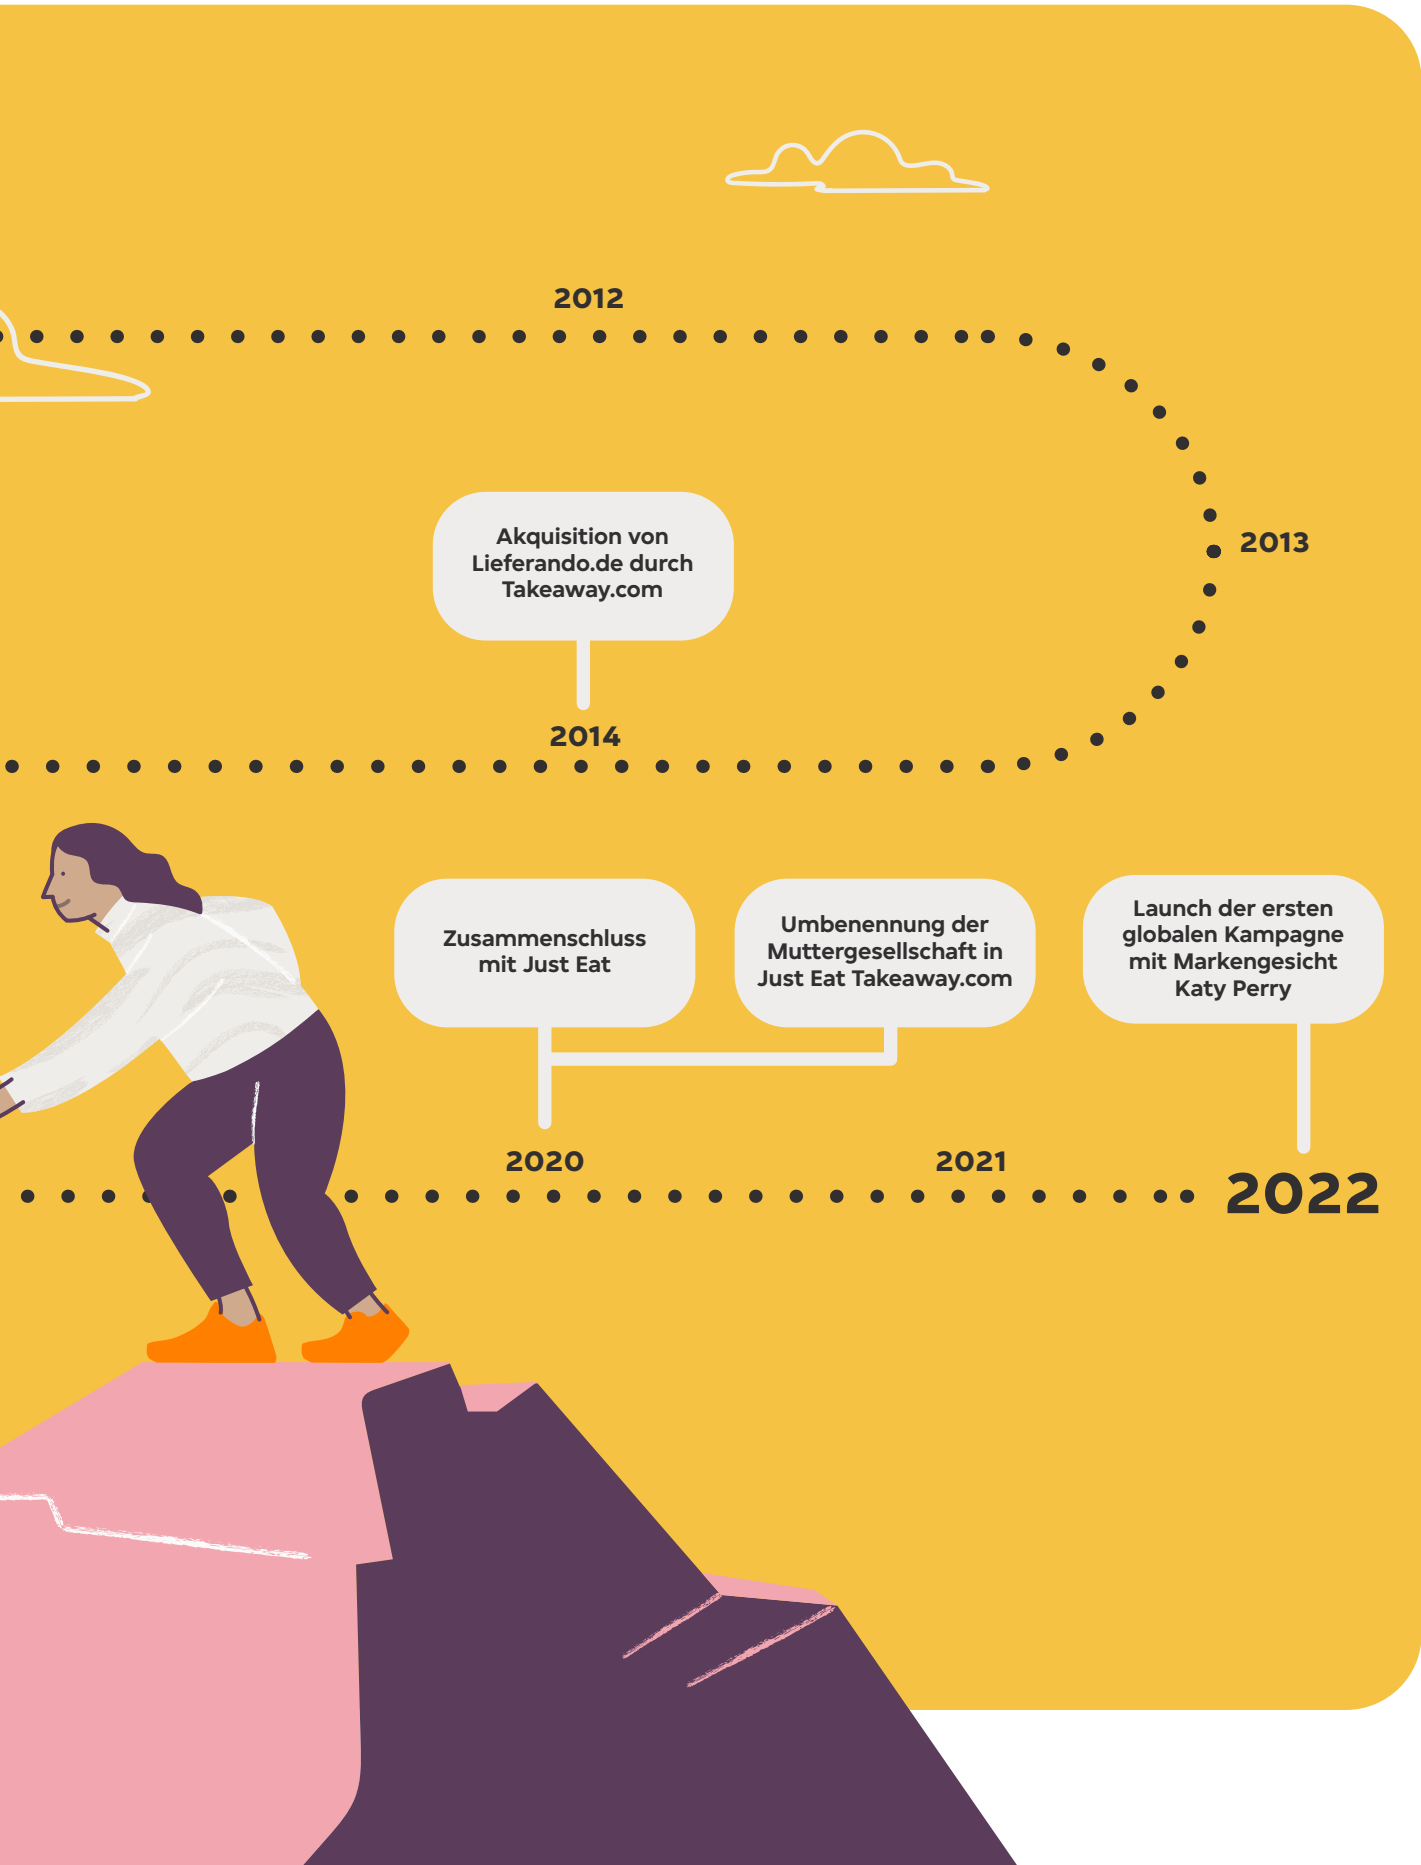 2012
2013
Akquisition von
Lieferando.de durch
Takeaway.com
2014
Zusammenschluss
mit Just Eat
Umbenennung der
Muttergesellschaft in
Just Eat Takeaway.com
Launch der ersten
globalen Kampagne
mit Markengesicht
Katy Perry
2020
2021
2022